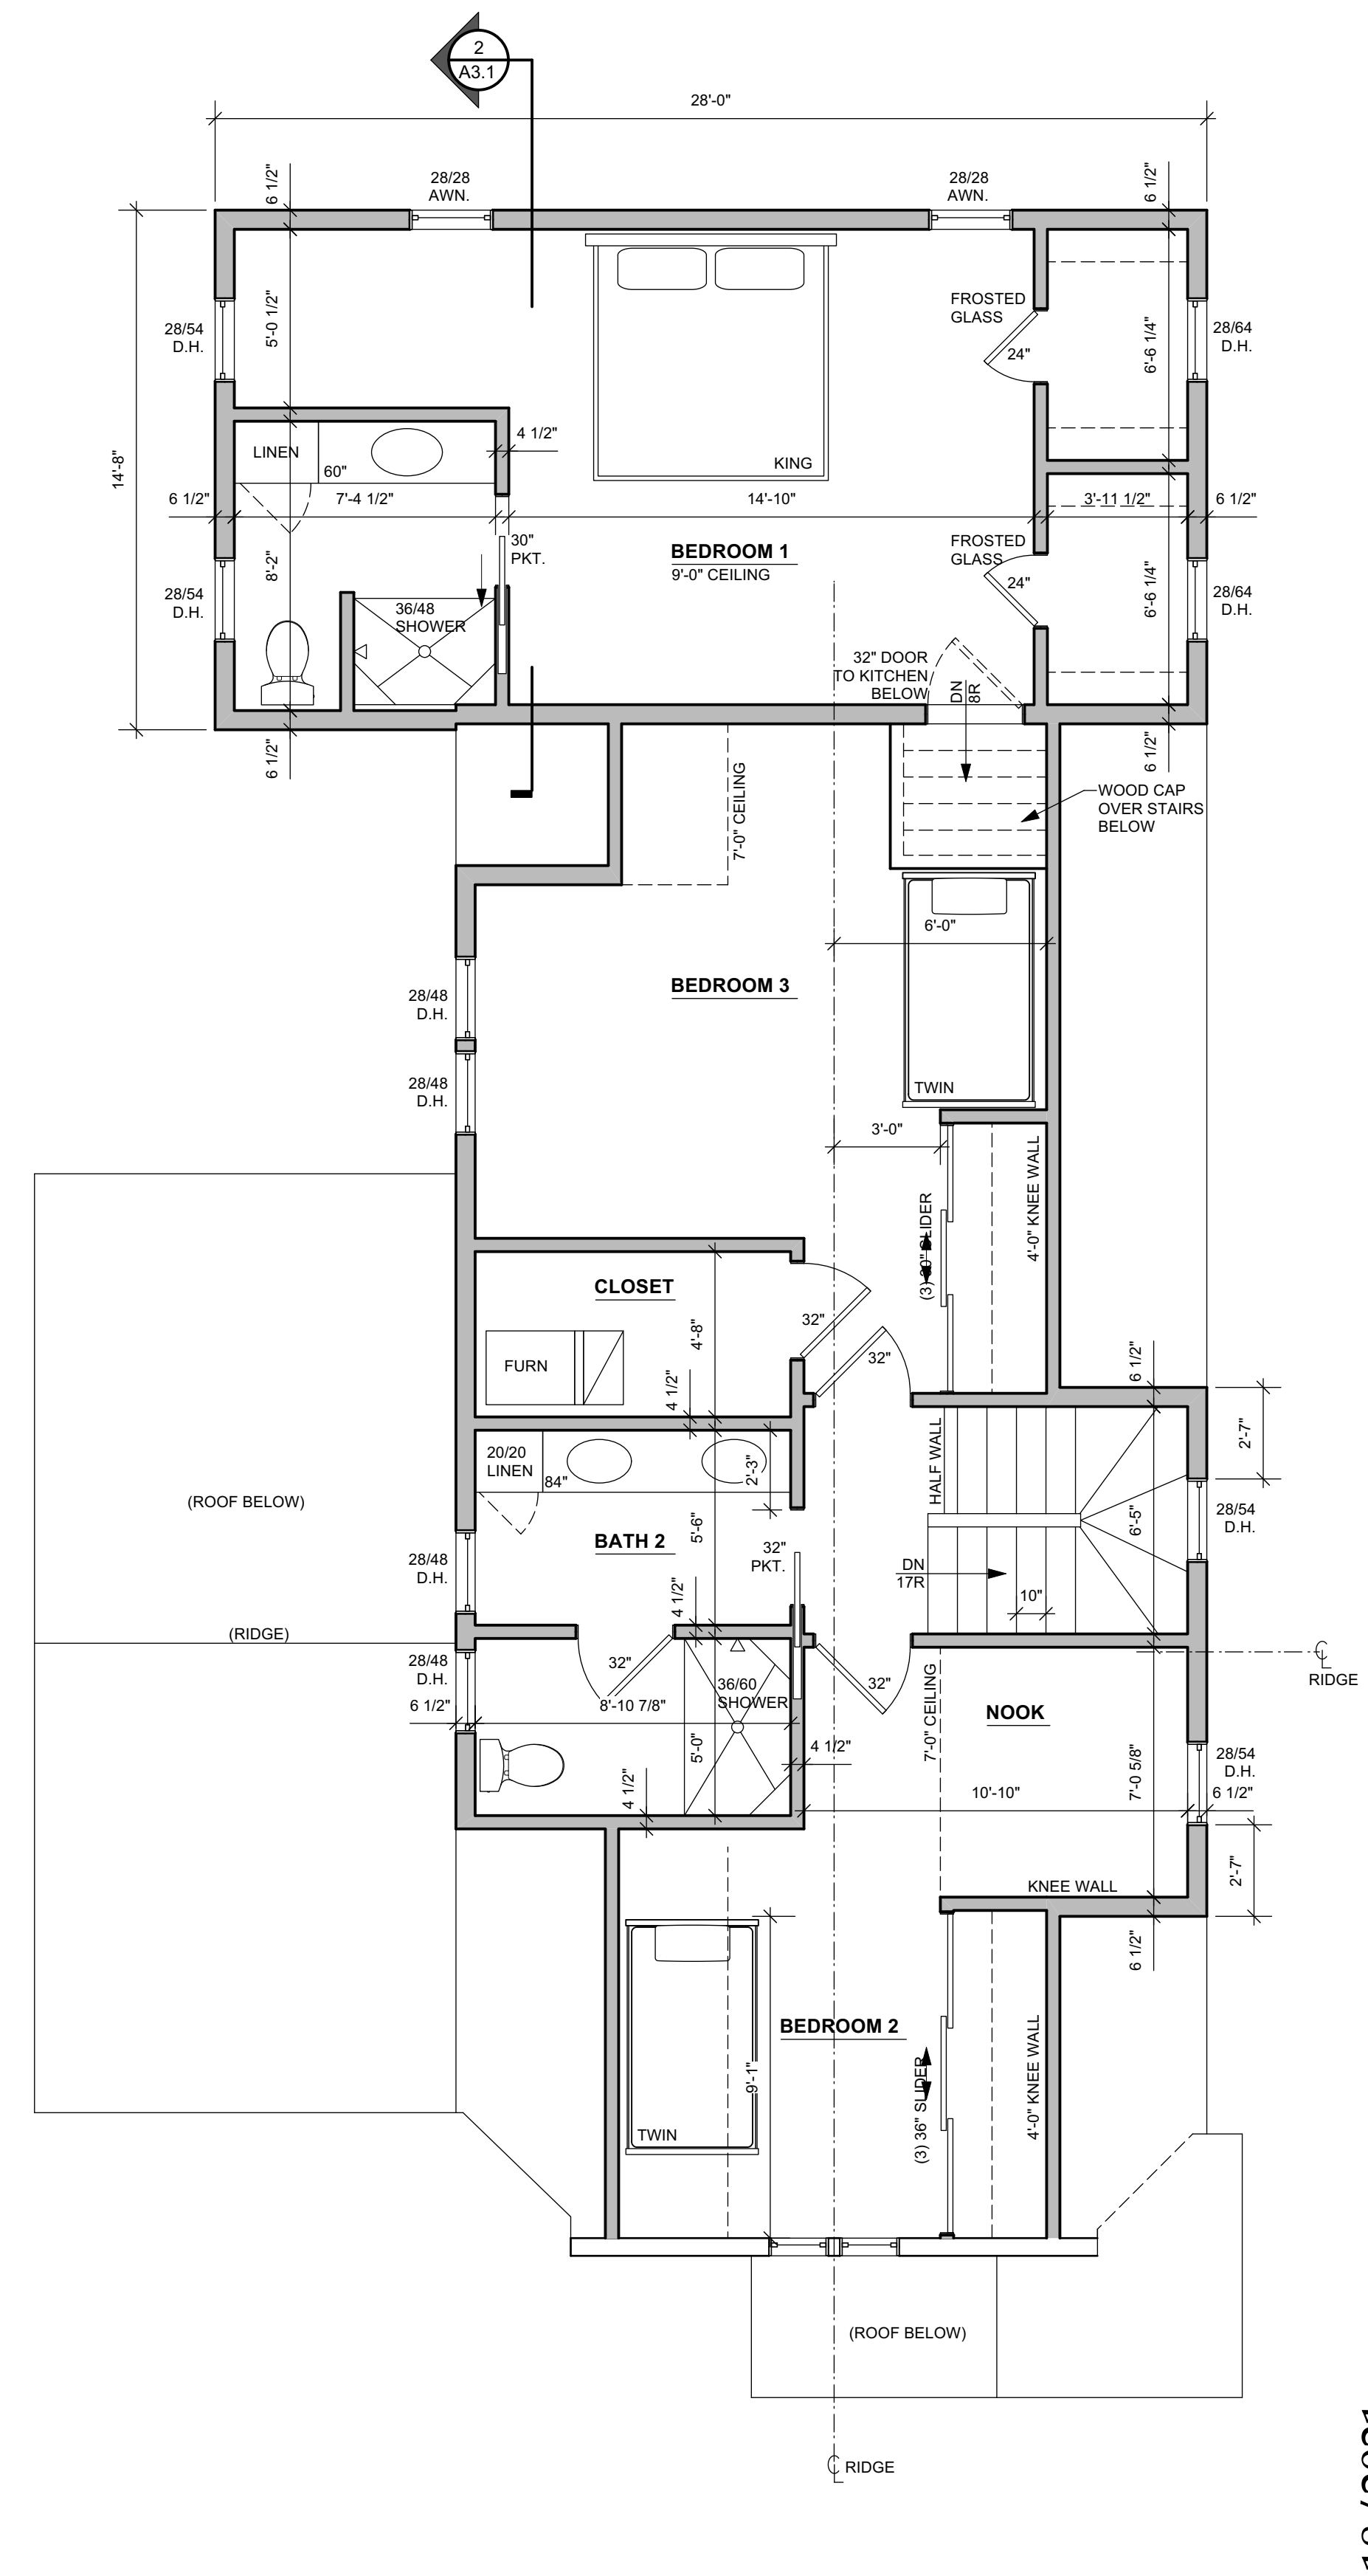 2
A3.1
28'-0"
6 1/2"
28/28
AWN.
28/28
AWN.
6 1/2"
28/54
D.H.
5'-0 1/2"
FROSTED
GLASS
24"
6'-6 1/4"
28/64
D.H.
14'-8"
LINEN
60"
4 1/2"
KING
6 1/2"
7'-4 1/2"
14'-10"
3'-11 1/2"
6 1/2"
30"
PKT.
BEDROOM 1
9'-0" CEILING
FROSTED
GLASS
24"
8'-2"
28/54
D.H.
36/48
SHOWER
6'-6 1/4"
28/64
D.H.
32" DOOR
TO KITCHEN
BELOW
DN
8R
6 1/2"
6 1/2"
7'-0" CEILING
WOOD CAP
OVER STAIRS
BELOW
6'-0"
BEDROOM 3
28/48
D.H.
28/48
D.H.
TWIN
3'-0"
4'-0" KNEE WALL
(3) 30" SLIDER
CLOSET
32"
4'-8"
FURN
32"
6 1/2"
4 1/2"
2'-7"
HALF WALL
20/20
LINEN
84"
2'-3"
(ROOF BELOW)
28/54
D.H.
6'-5"
BATH 2
5'-6"
32"
PKT.
28/48
D.H.
DN
17R
10"
4 1/2"
(RIDGE)
28/48
D.H.
32"
36/60
SHOWER
32"
RIDGE
6 1/2"
8'-10 7/8"
7'-0" CEILING
NOOK
4 1/2"
5'-0"
28/54
D.H.
7'-0 5/8"
4 1/2"
10'-10"
6 1/2"
2'-7"
KNEE WALL
6 1/2"
BEDROOM 2
9'-1"
(3) 36" SLIDER
4'-0" KNEE WALL
TWIN
(ROOF BELOW)
RIDGE